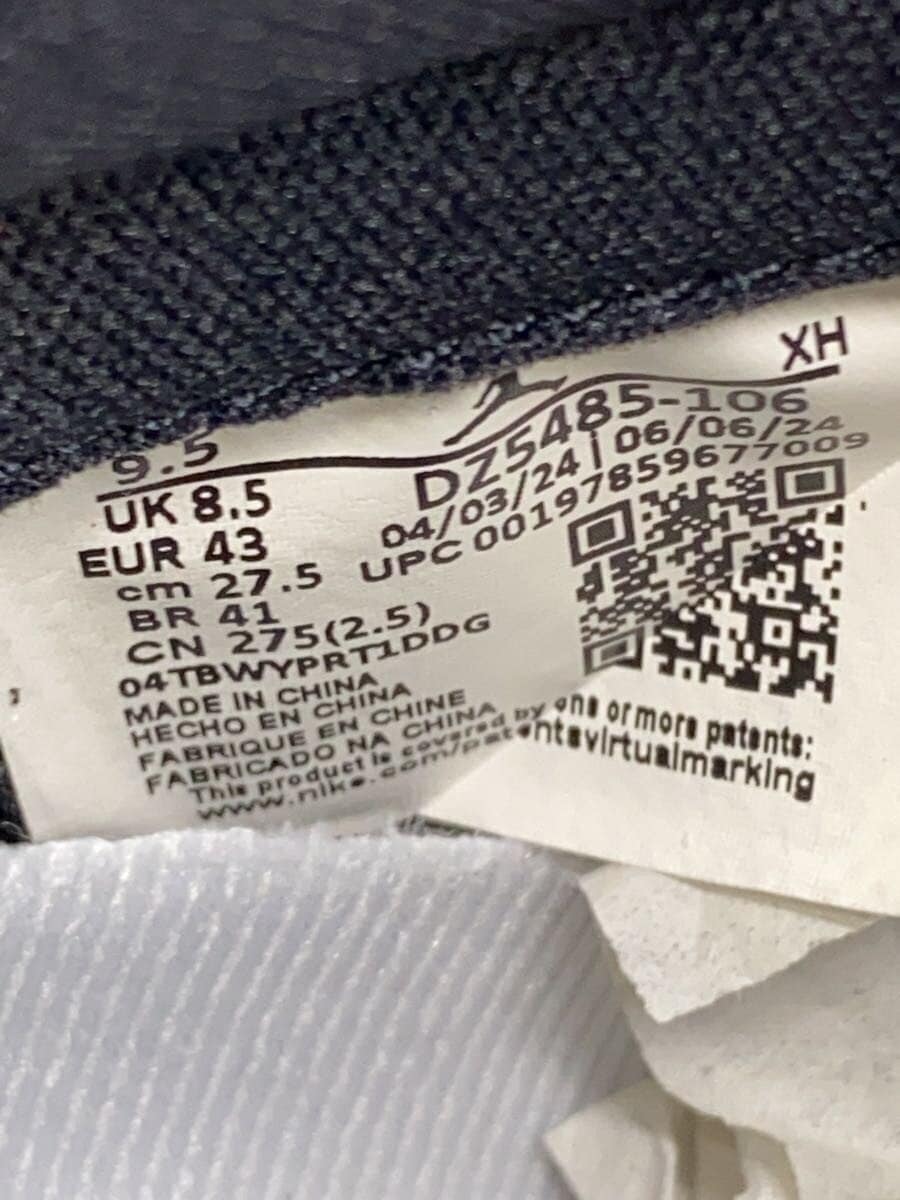 XH
9.5
UK 8.5
EUR 43
cm 27.5
BR 41
CN 275(2.5)
04TBWYPRT1DDG
DZ5485-106
04/03/24 | 06/06/24
UPC 00197859677009
MADE IN CHINA
HECHO EN CHINA
FABRIQUE EN CHINE
FABRICADO NA CHINA
This product is covered by one or more patents:
www.nike.com/patentsvirtualmarking